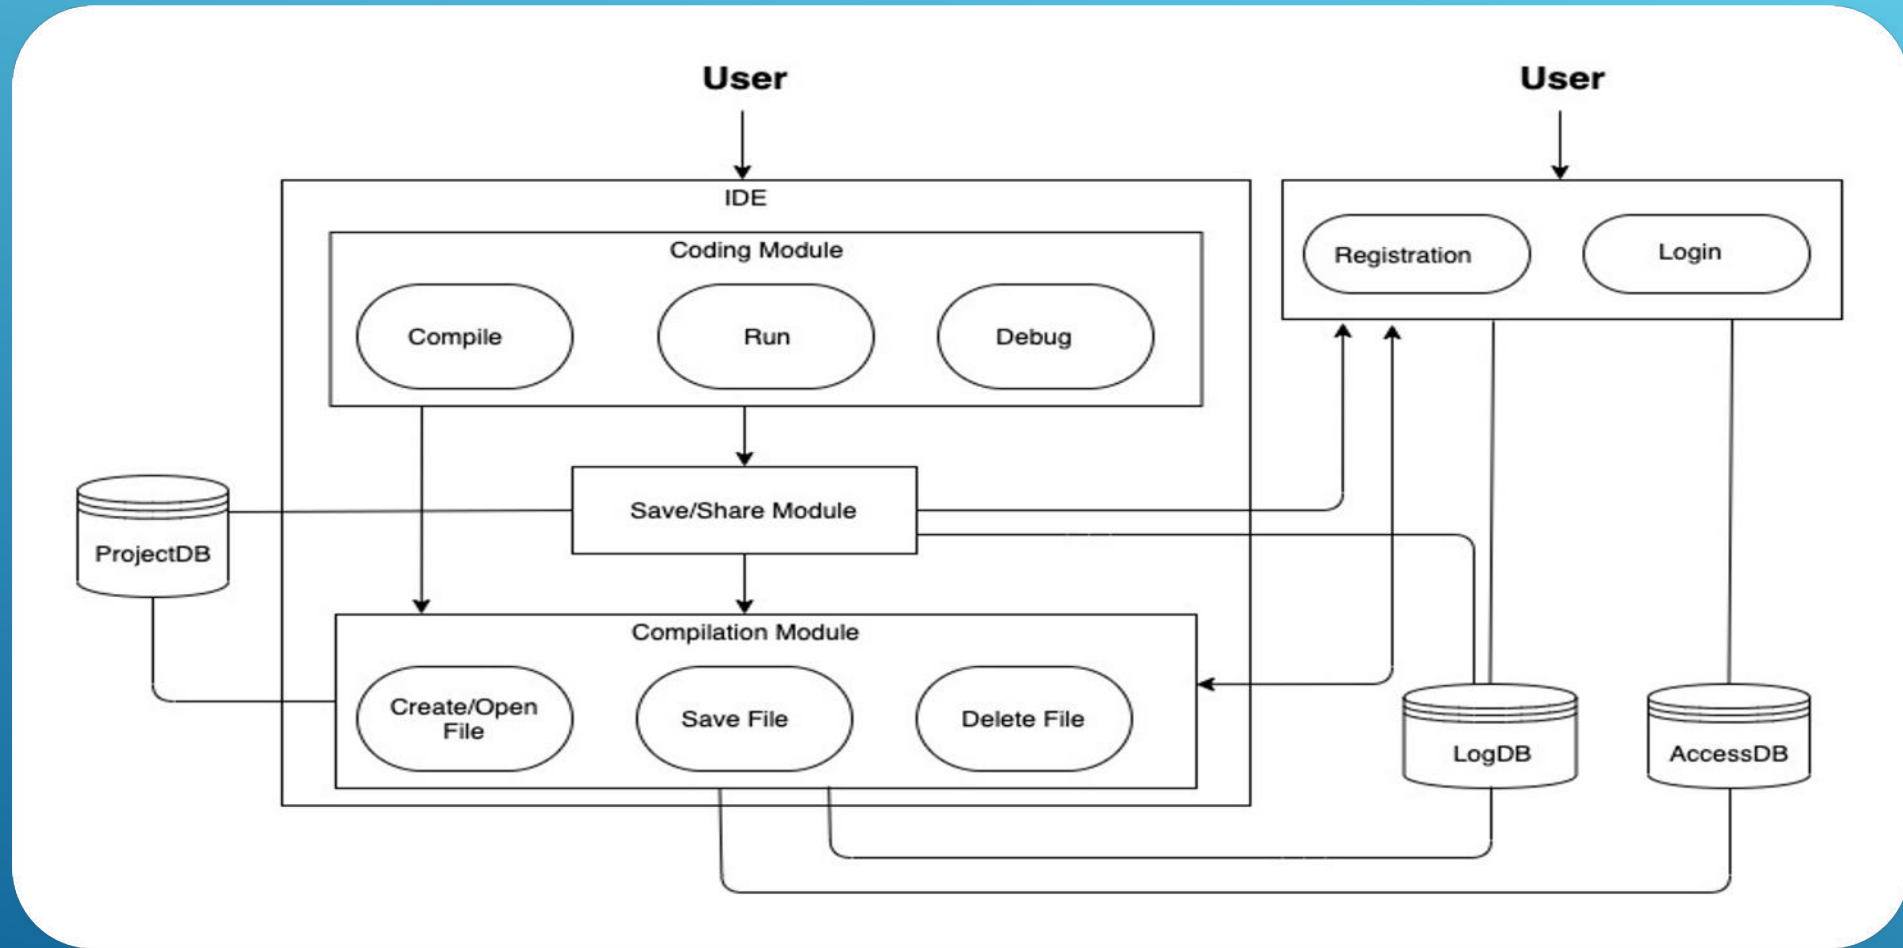 User
User
IDE
Coding Module
Compile
Run
Debug
Registration
Login
Save/Share Module
ProjectDB
Compilation Module
Create/Open
File
Save File
Delete File
LogDB
AccessDB